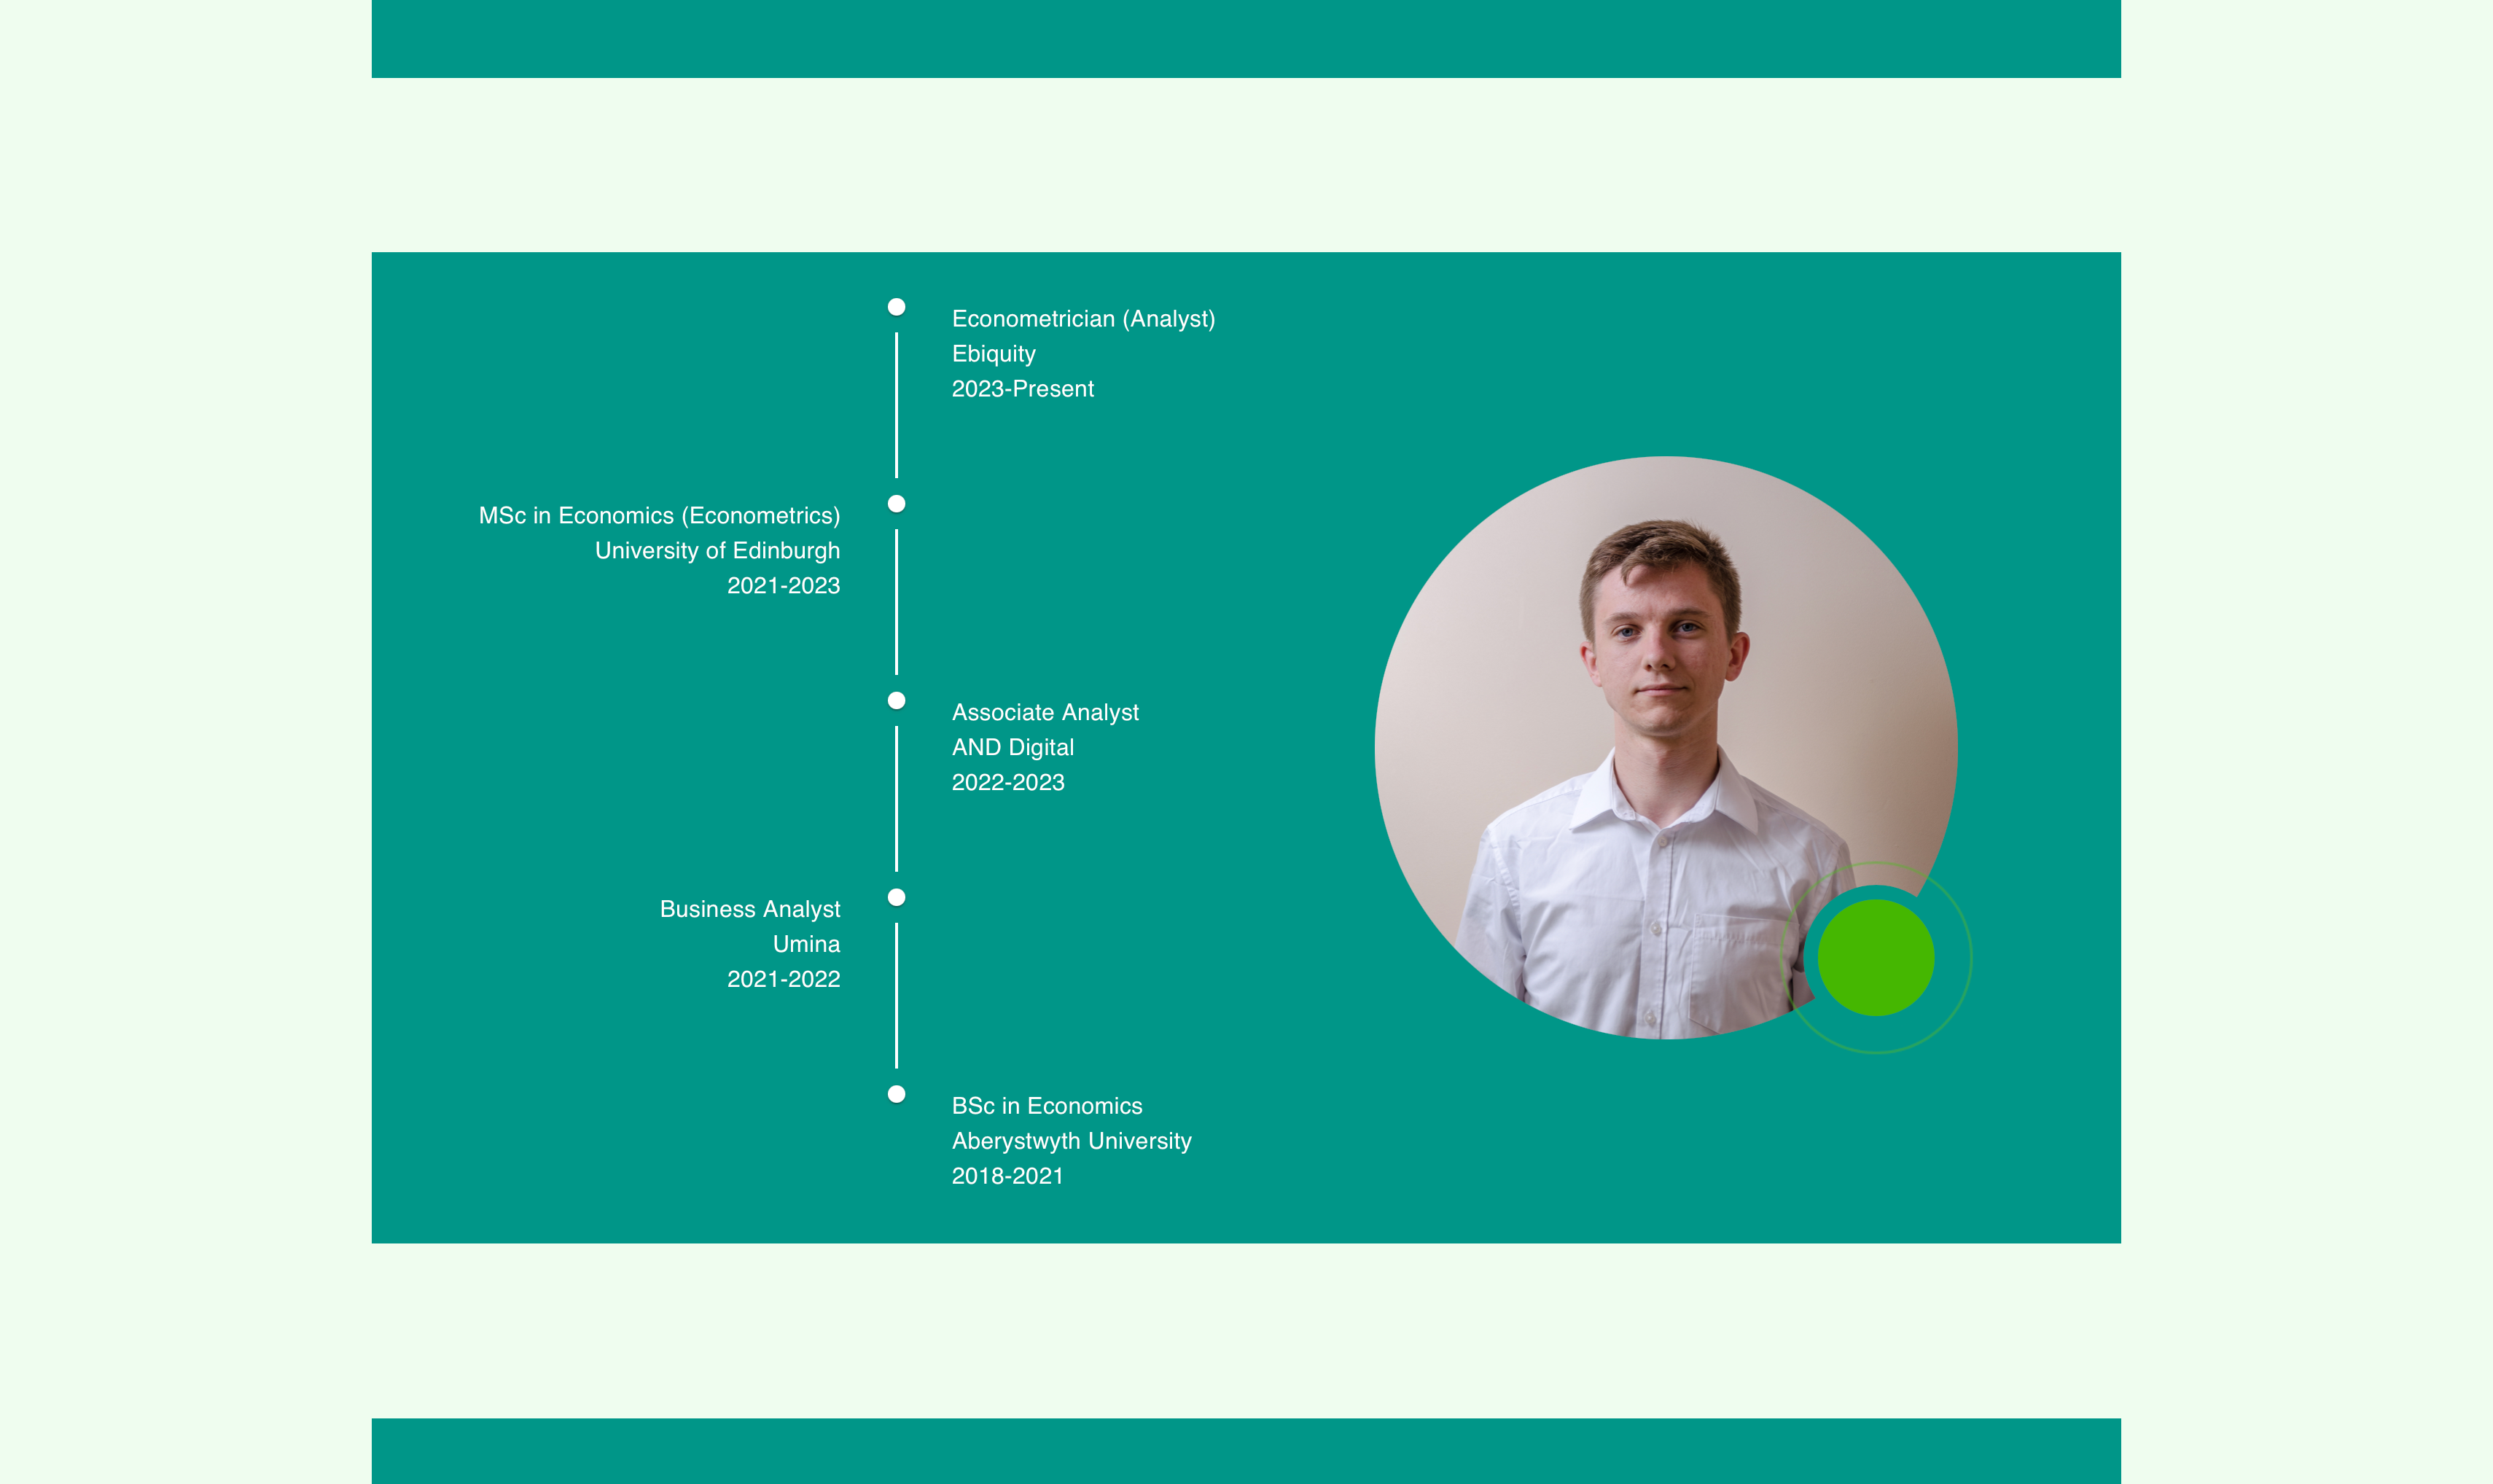 Econometrician (Analyst)
Ebiquity
2023-Present
MSc in Economics (Econometrics)
University of Edinburgh
2021-2023
Associate Analyst
AND Digital
2022-2023
Business Analyst
Umina
2021-2022
BSc in Economics
Aberystwyth University
2018-2021